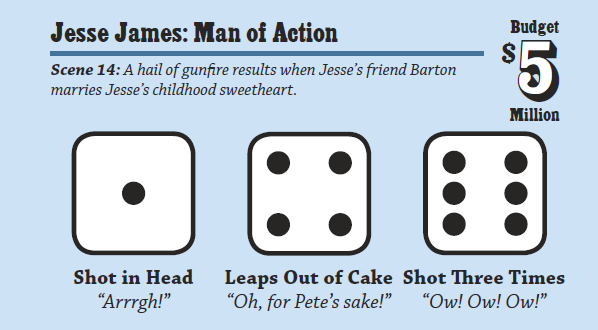 Jesse James: Man of Action
Budget
$5
Million
Scene 14: A hail of gunfire results when Jesse's friend Barton
marries Jesse's childhood sweetheart.
Shot in Head
"Arrrgh!"
Leaps Out of Cake
"Oh, for Pete's sake!"
Shot Three Times
"Ow! Ow! Ow!"